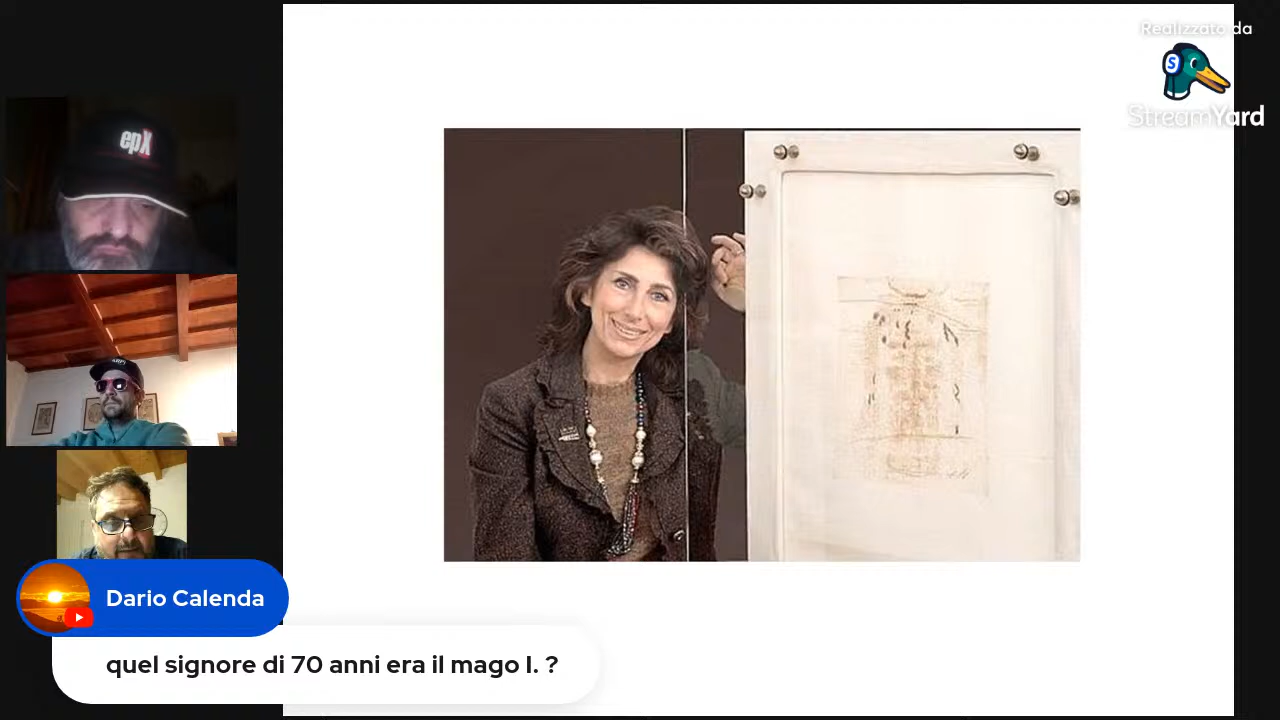 Realizzato da
StreamYard
epX
Dario Calenda
quel signore di 70 anni era il mago I. ?